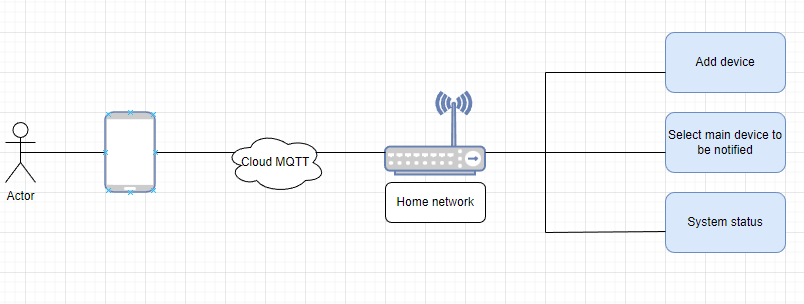 Add device
Select main device to
be notified
Cloud MQTT
Actor
Home network
System status